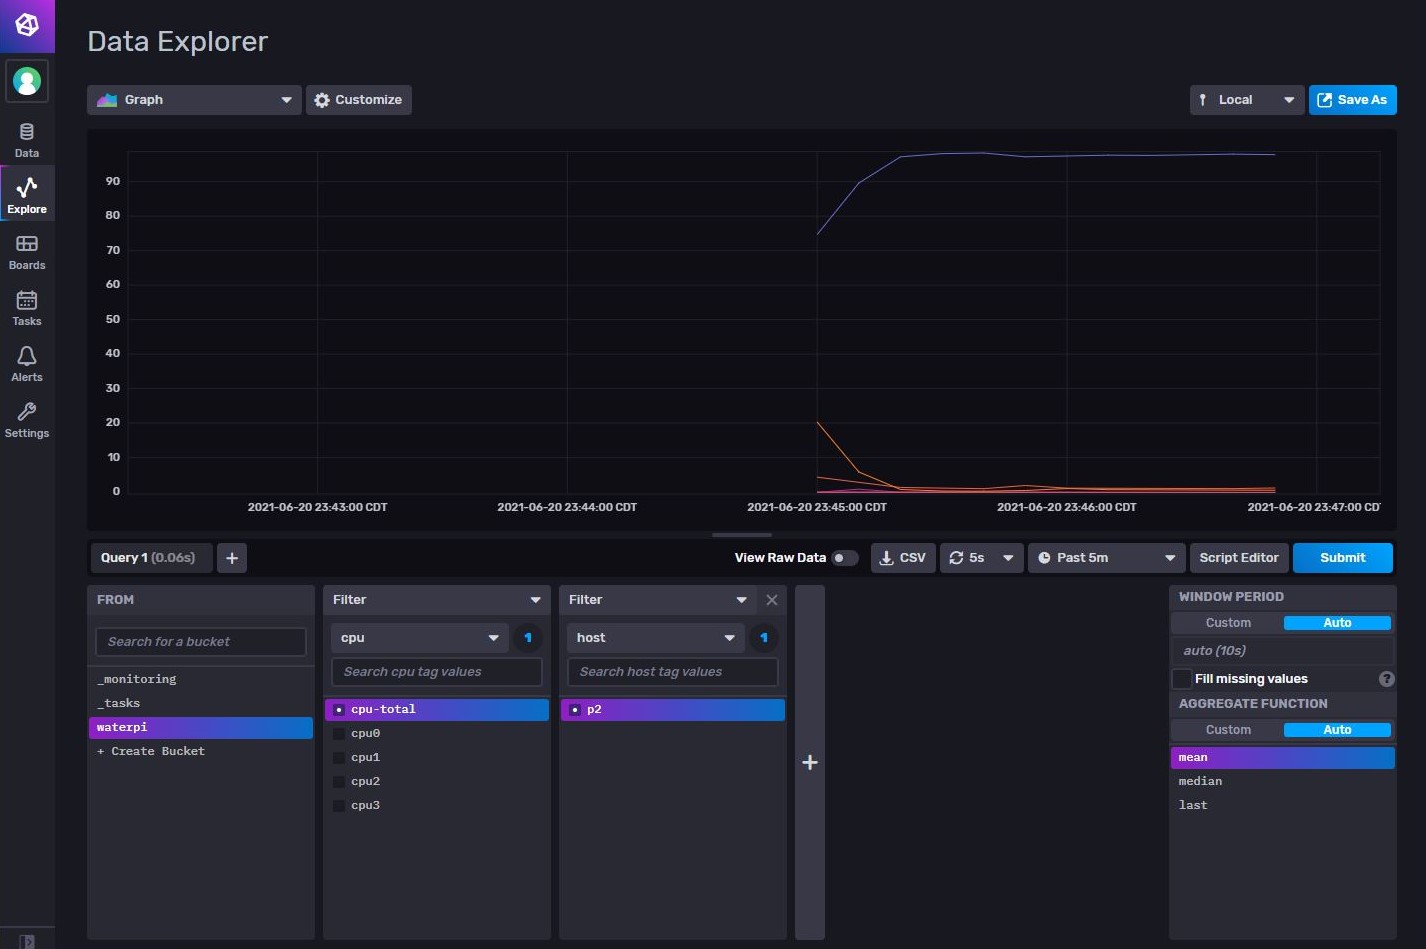 Data Explorer
Graph
Customize
Local
Save As
Data
Explore
Boards
Tasks
Alerts
Settings
90
80
70
60
50
40
30
20
10
0
2021-06-20 23:43:00 CDT
2021-06-20 23:44:00 CDT
2021-06-20 23:45:00 CDT
2021-06-20 23:46:00 CDT
2021-06-20 23:47:00 CD
Query 1 (0.06s)
+
View Raw Data
CSV
5s
Past 5m
Script Editor
Submit
FROM
Search for a bucket
_monitoring
_tasks
waterpi
+ Create Bucket
Filter
cpu
1
Search cpu tag values
cpu-total
cpu0
cpu1
cpu2
cpu3
Filter
host
1
Search host tag values
p2
+
WINDOW PERIOD
Custom
Auto
auto (10s)
Fill missing values
?
AGGREGATE FUNCTION
Custom
Auto
mean
median
last